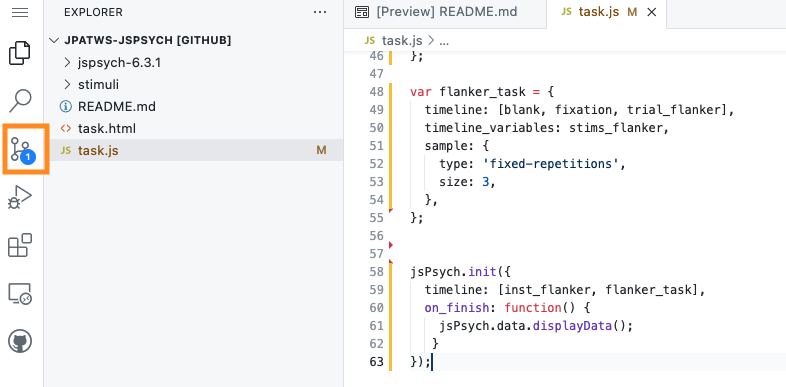 EXPLORER
JPATWS-JSPSYCH [GITHUB]
jspsych-6.3.1
stimuli
README.md
task.html
JS task.js M
1
[Preview] README.md
JS task.js M
JS task.js > ...
46 };
47
48 var flanker_task = {
49 timeline: [blank, fixation, trial_flanker],
50 timeline_variables: stims_flanker,
51 sample: {
52 type: 'fixed-repetitions',
53 size: 3,
54 },
55 };
56
57
58 jsPsych.init({
59 timeline: [inst_flanker, flanker_task],
60 on_finish: function() {
61 jsPsych.data.displayData();
62 }
63 });